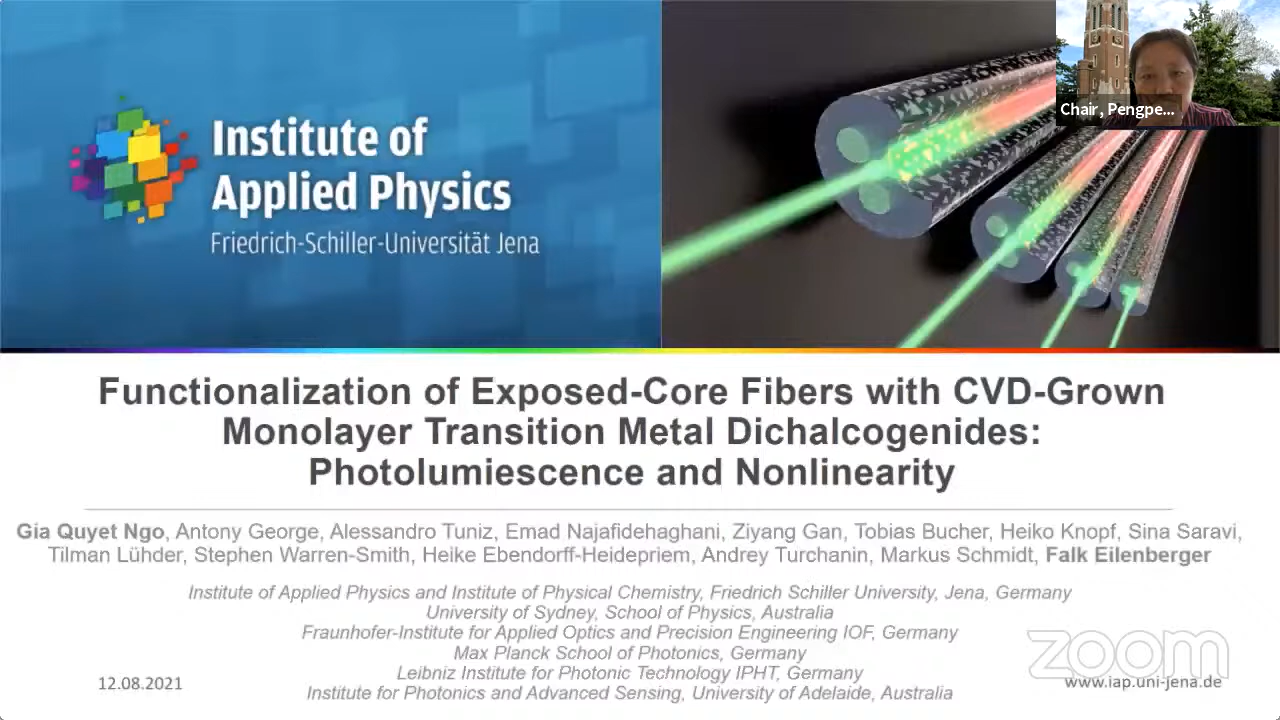 Institute of
Applied Physics
Friedrich-Schiller-Universität Jena
Chair, Pengpe...
Functionalization of Exposed-Core Fibers with CVD-Grown
Monolayer Transition Metal Dichalcogenides:
Photolumiescence and Nonlinearity
Gia Quyet Ngo, Antony George, Alessandro Tuniz, Emad Najafidehaghani, Ziyang Gan, Tobias Bucher, Heiko Knopf, Sina Saravi,
Tilman Lühder, Stephen Warren-Smith, Heike Ebendorff-Heidepriem, Andrey Turchanin, Markus Schmidt, Falk Eilenberger
Institute of Applied Physics and Institute of Physical Chemistry, Friedrich Schiller University, Jena, Germany
University of Sydney, School of Physics, Australia
Fraunhofer-Institute for Applied Optics and Precision Engineering IOF, Germany
Max Planck School of Photonics, Germany
Leibniz Institute for Photonic Technology IPHT, Germany
Institute for Photonics and Advanced Sensing, University of Adelaide, Australia
12.08.2021
zoom
www.iap.uni-jena.de